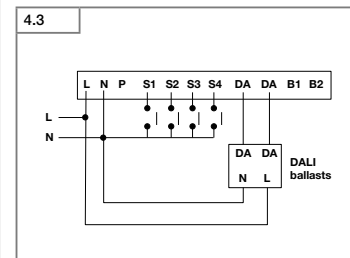 4.3
L N P S1 S2 S3 S4 DA DA B1 B2
L
N
DA DA
N L
DALI
ballasts